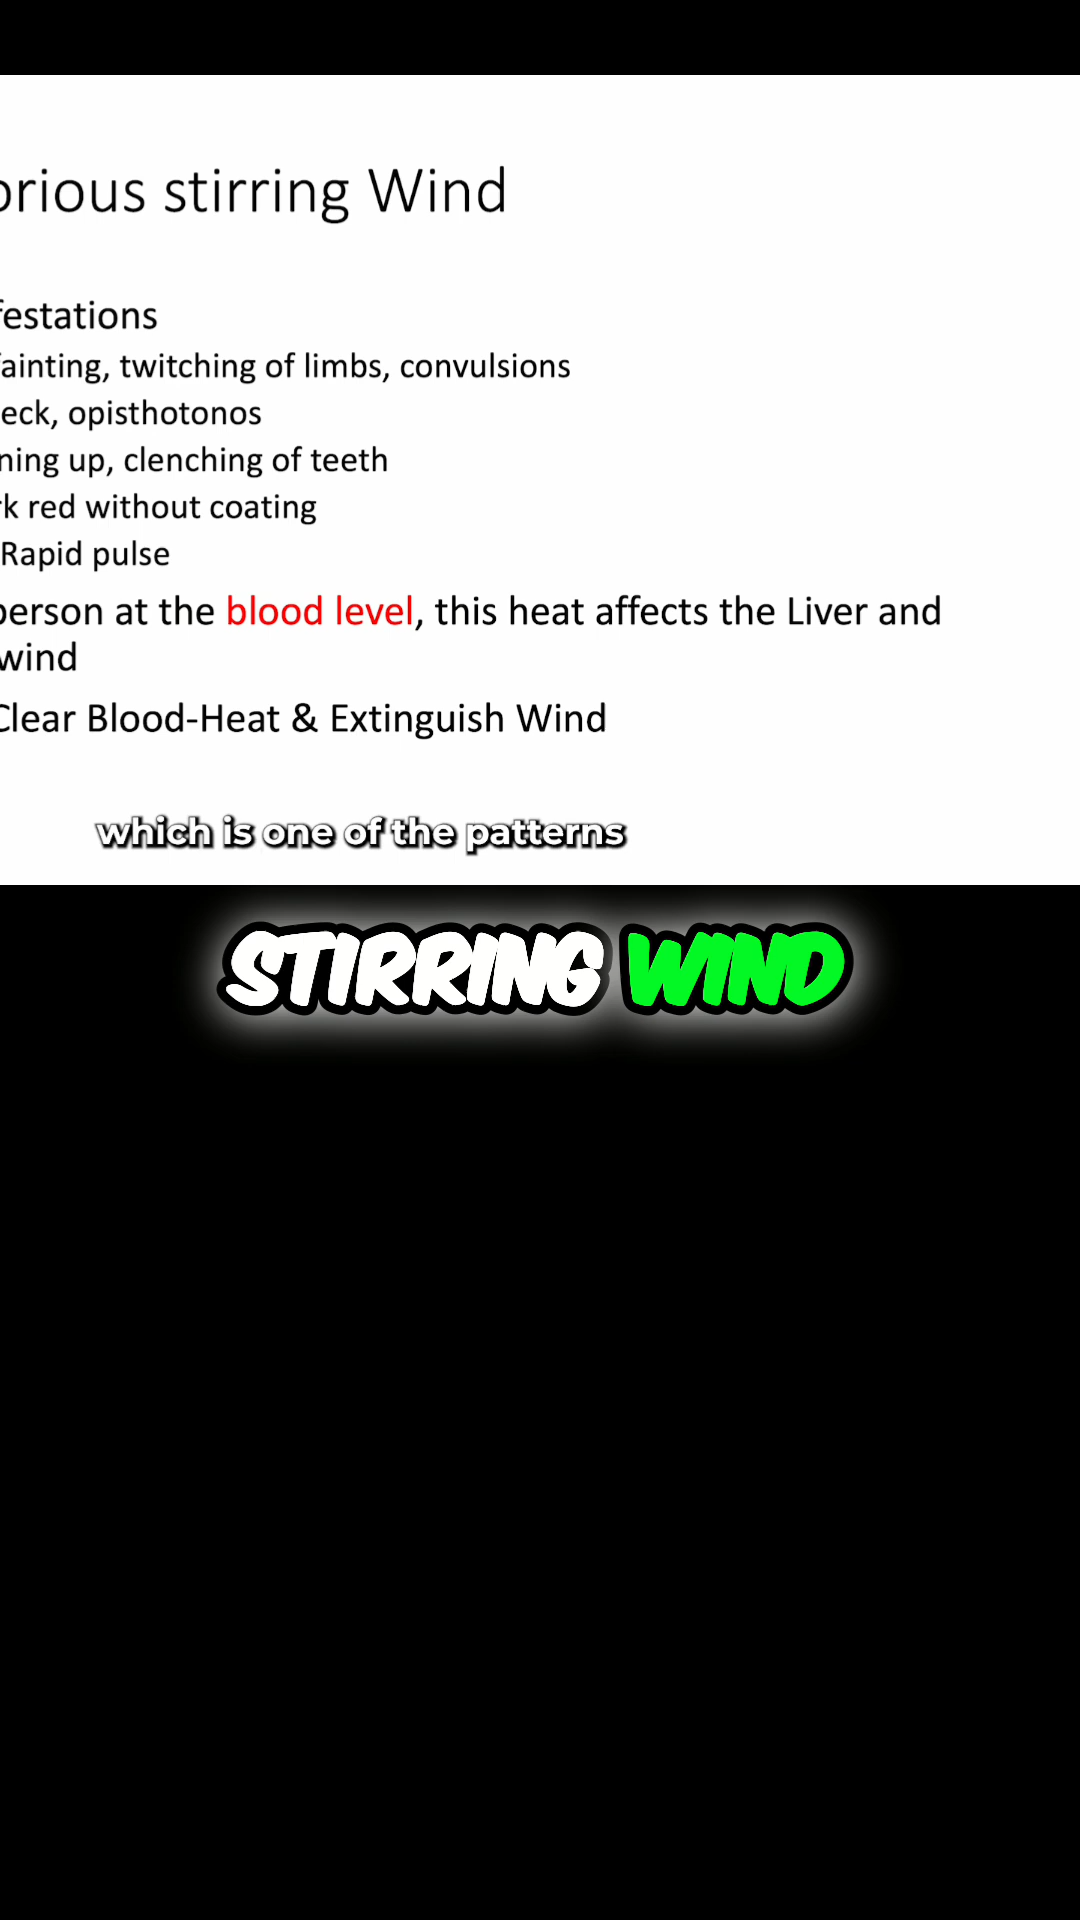 orious stirring Wind
festations
fainting, twitching of limbs, convulsions
eck, opisthotonos
ning up, clenching of teeth
rk red without coating
Rapid pulse
person at the blood level, this heat affects the Liver and
wind
Clear Blood-Heat & Extinguish Wind
which is one of the patterns
STIRRING WIND